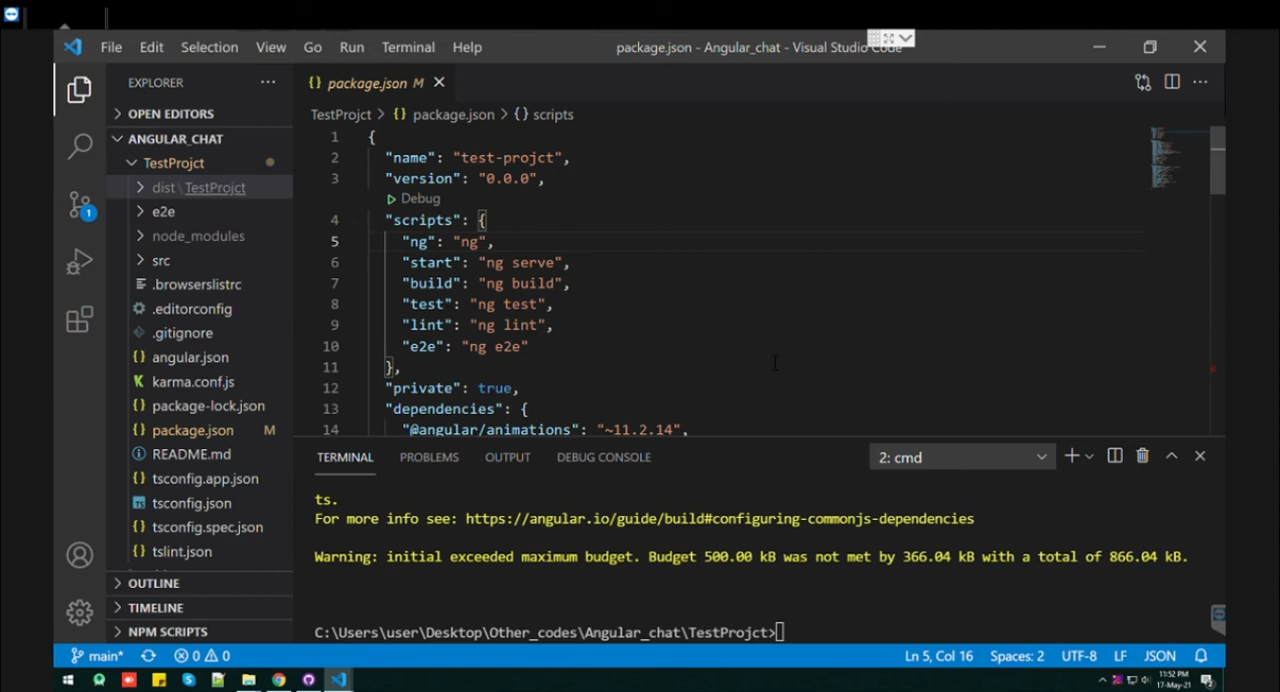 File Edit Selection View Go Run Terminal Help
package.json - Angular_chat - Visual Studio Code
EXPLORER
OPEN EDITORS
ANGULAR_CHAT
TestProjct
dist\TestProjct
e2e
node_modules
src
.browserslistrc
.editorconfig
.gitignore
angular.json
karma.conf.js
package-lock.json
package.json M
README.md
tsconfig.app.json
tsconfig.json
tsconfig.spec.json
tslint.json
OUTLINE
TIMELINE
NPM SCRIPTS
1
package.json M
TestProjct > {} package.json > {} scripts
1 {
2 "name": "test-projct",
3 "version": "0.0.0",
Debug
4 "scripts": {
5 "ng": "ng",
6 "start": "ng serve",
7 "build": "ng build",
8 "test": "ng test",
9 "lint": "ng lint",
10 "e2e": "ng e2e"
11 },
12 "private": true,
13 "dependencies": {
14 "@angular/animations": "~11.2.14",
TERMINAL PROBLEMS OUTPUT DEBUG CONSOLE
2: cmd
ts.
For more info see: https://angular.io/guide/build#configuring-commonjs-dependencies
Warning: initial exceeded maximum budget. Budget 500.00 kB was not met by 366.04 kB with a total of 866.04 kB.
C:\Users\user\Desktop\Other_codes\Angular_chat\TestProjct>
main* 0 0
Ln 5, Col 16 Spaces: 2 UTF-8 LF JSON
11:52 PM
17-May-21